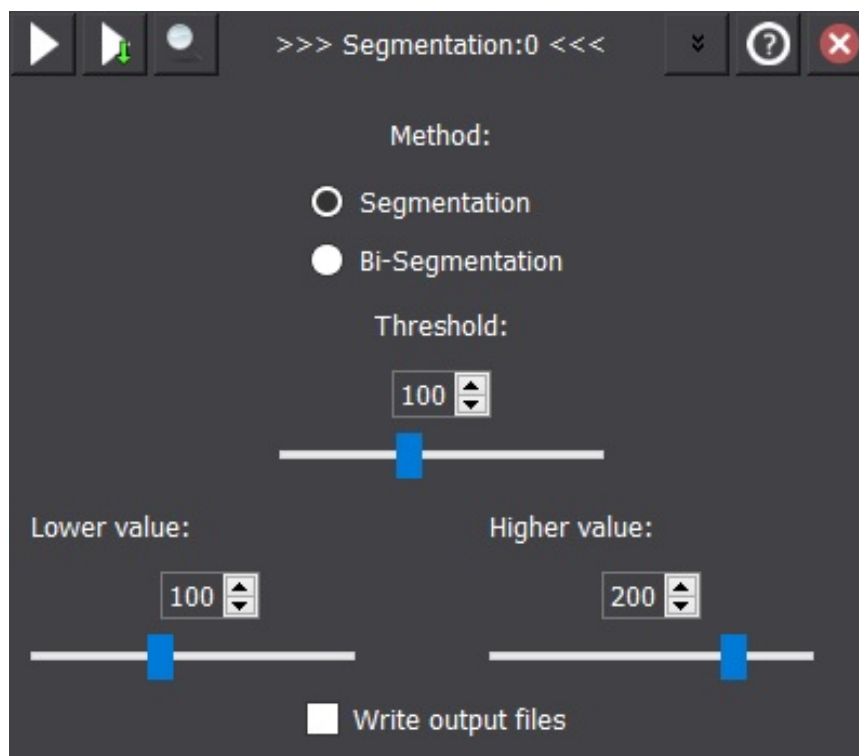 >>> Segmentation:0 <<<
Method:
Segmentation
Bi-Segmentation
Threshold:
100
Lower value: Higher value:
100 200
Write output files